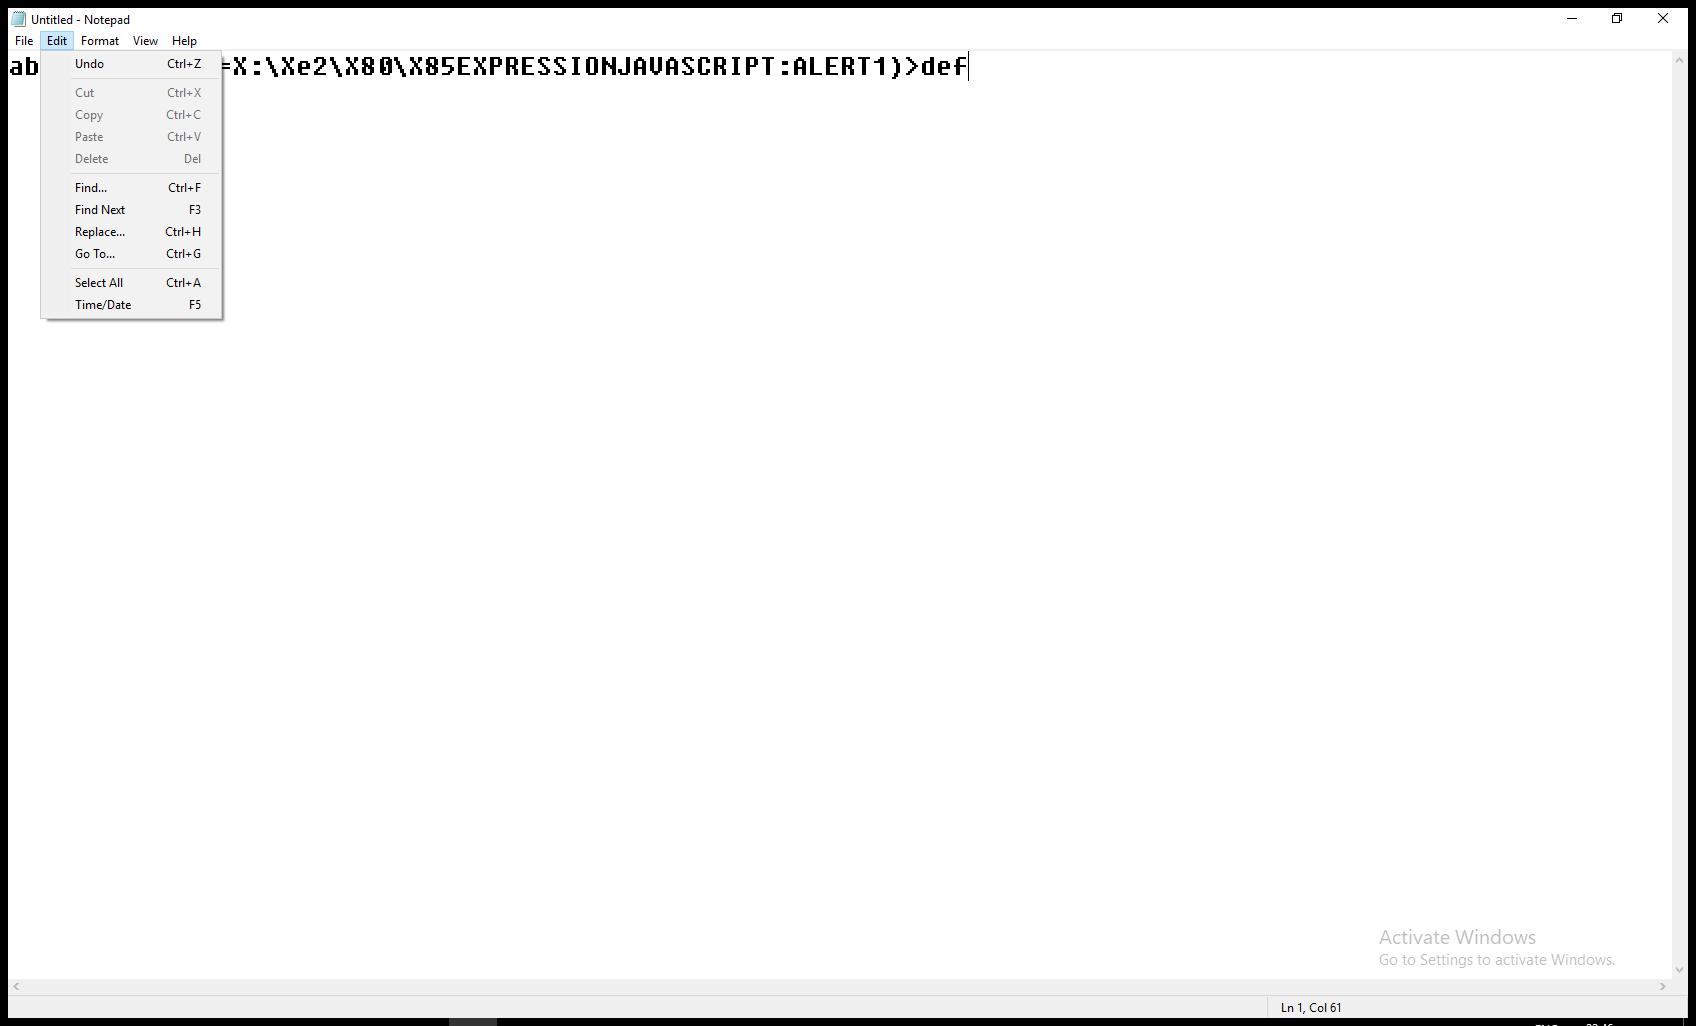 Untitled - Notepad
File Edit Format View Help
ab =X:\Xe2\X80\X85EXPRESSIONJAVASCRIPT:ALERT1)>def
Undo Ctrl+Z
Cut Ctrl+X
Copy Ctrl+C
Paste Ctrl+V
Delete Del
Find... Ctrl+F
Find Next F3
Replace... Ctrl+H
Go To... Ctrl+G
Select All Ctrl+A
Time/Date F5
Activate Windows
Go to Settings to activate Windows.
Ln 1, Col 61